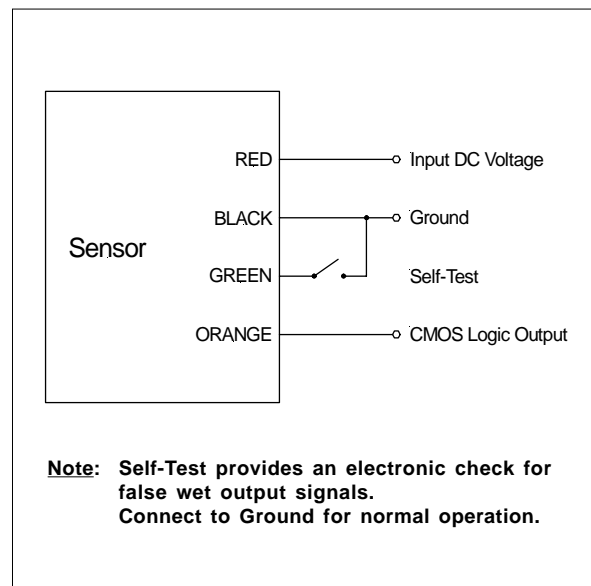 RED
Input DC Voltage
BLACK
Ground
Sensor
GREEN
Self-Test
ORANGE
CMOS Logic Output
Note: Self-Test provides an electronic check for
false wet output signals.
Connect to Ground for normal operation.